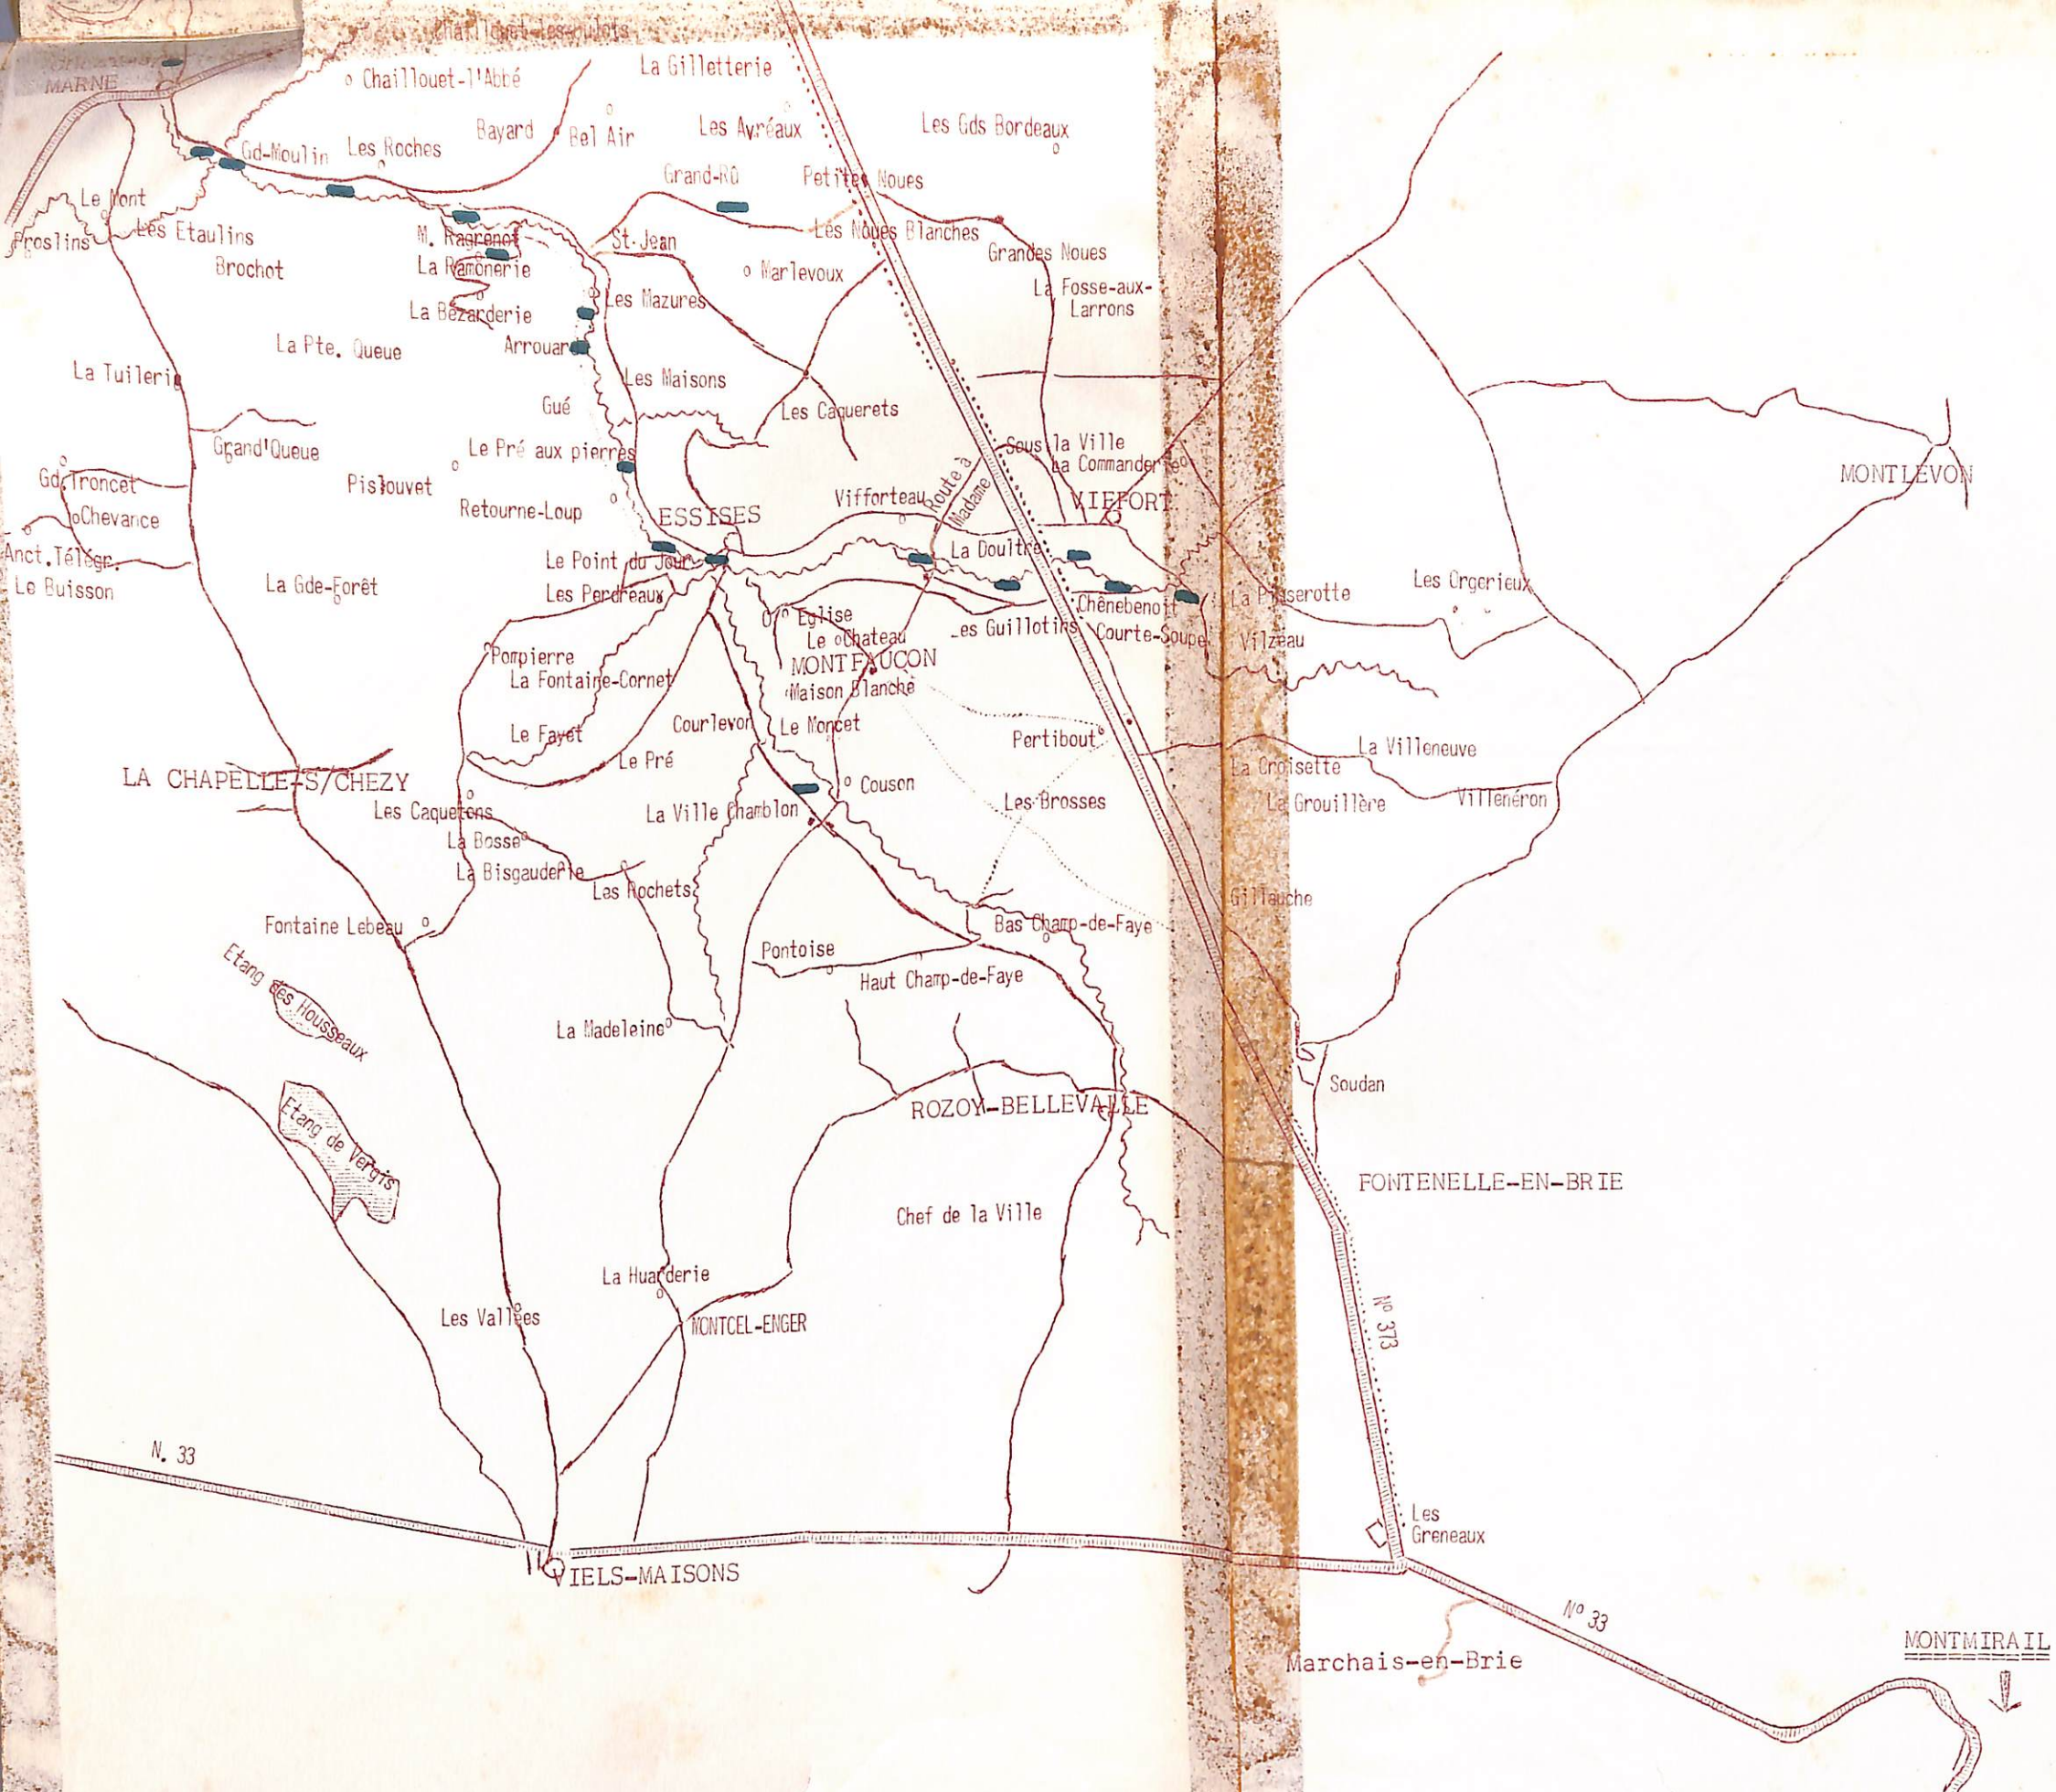 Chaillouet-les-Oulets
MARNE
Chaillouet-l'Abbé
La Gilletterie
Bayard
Bel Air
Les Avréaux
Les Gds Bordeaux
Gd-Moulin
Les Roches
Grand-Rû
Petites Noues
Le Mont
Les Etaulins
Proslins
Brochot
M. Ragrenot
St.Jean
Les Noues Blanches
Grandes Noues
La Ramonerie
Marlevoux
La Fosse-aux-
Larrons
La Bézarderie
Les Mazures
La Pte. Queue
Arrouard
La Tuilerie
Les Maisons
Gué
Les Caquerets
Grand'Queue
Le Pré aux pierres
Sous la Ville
La Commanderie
Gd.Troncet
Pislouvet
Retourne-Loup
ESSISES
Vifforteau
Route à
Madame
VIFFORT
MONTLEVON
Chevance
Anct.Télégr.
Le Buisson
La Gde-Forêt
Le Point du Jour
Les Perdreaux
La Doultre
Chênebenoit
La Pisserotte
Les Orgerieux
Eglise
Le Chateau
MONTFAUCON
Les Guillotins
Courte-Soupe
Vilzeau
Pompierre
La Fontaine-Cornet
Maison Blanche
Le Fayet
Courlevon
Le Moncet
Pertibout
La Villeneuve
Le Pré
La Croisette
LA CHAPELLE-S/CHEZY
Couson
Les Brosses
La Grouillère
Villenéron
Les Caquetons
La Ville Chamblon
La Bosse
La Bisgauderie
Les Rochets
Gillauche
Fontaine Lebeau
Bas Champ-de-Faye
Pontoise
Haut Champ-de-Faye
Etang des Housseaux
La Madeleine
Soudan
Etang de Vergis
ROZOY-BELLEVALLE
FONTENELLE-EN-BRIE
Chef de la Ville
La Huarderie
Les Vallées
MONTCEL-ENGER
N° 373
N. 33
Les
Greneaux
VIELS-MAISONS
N° 33
Marchais-en-Brie
MONTMIRAIL